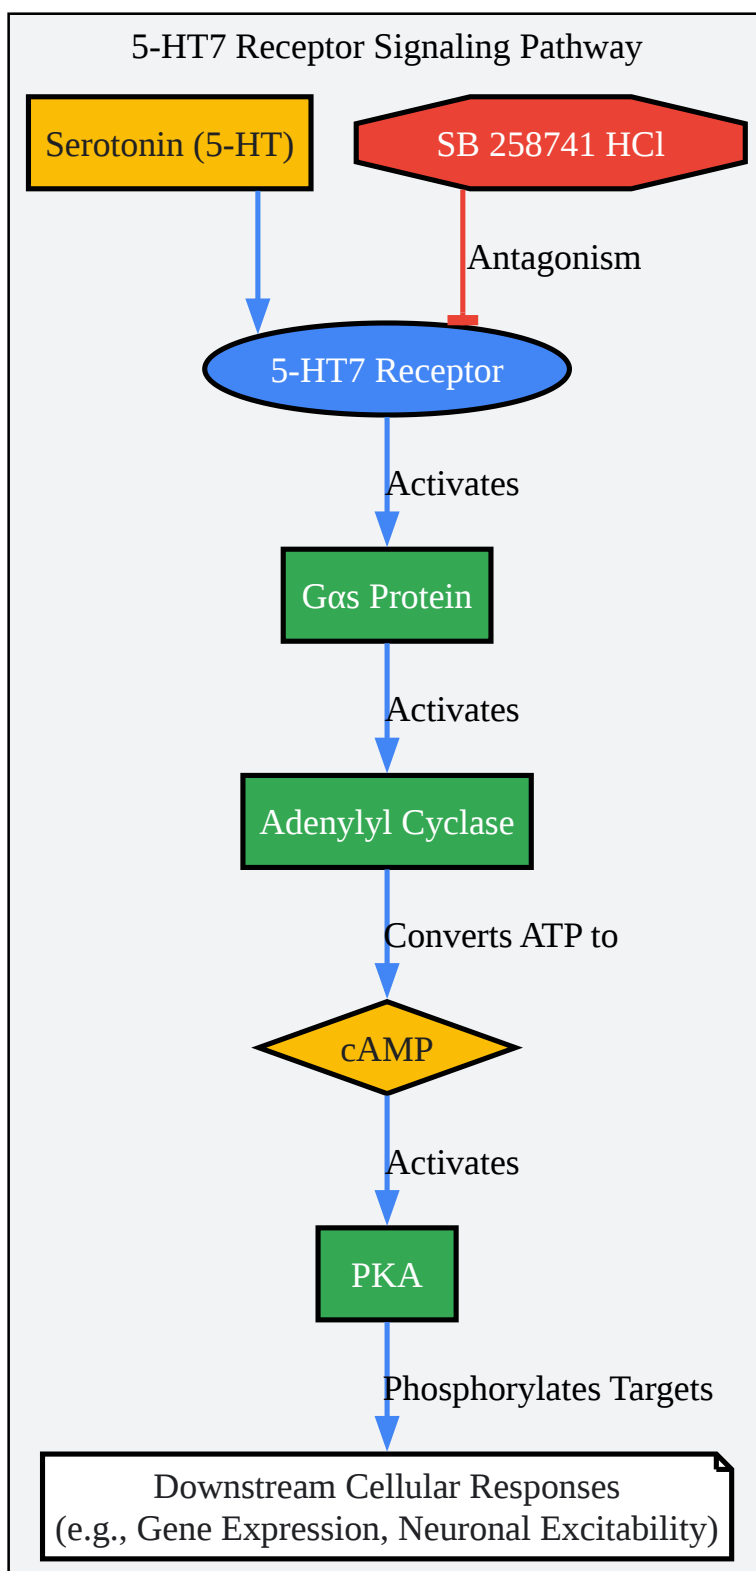 5-HT7 Receptor Signaling Pathway
Serotonin (5-HT)
SB 258741 HCl
Antagonism
5-HT7 Receptor
Activates
Gαs Protein
Activates
Adenylyl Cyclase
Converts ATP to
cAMP
Activates
PKA
Phosphorylates Targets
Downstream Cellular Responses
(e.g., Gene Expression, Neuronal Excitability)